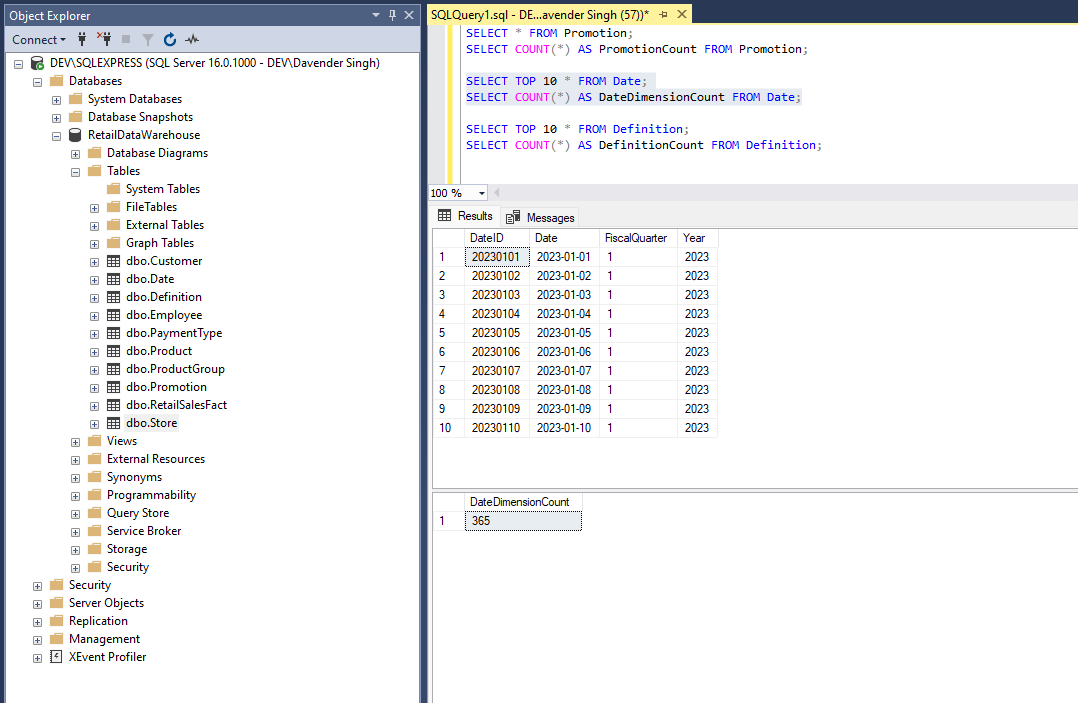 Object Explorer
Connect
DEV\SQLEXPRESS (SQL Server 16.0.1000 - DEV\Davender Singh)
Databases
System Databases
Database Snapshots
RetailDataWarehouse
Database Diagrams
Tables
System Tables
FileTables
External Tables
Graph Tables
dbo.Customer
dbo.Date
dbo.Definition
dbo.Employee
dbo.PaymentType
dbo.Product
dbo.ProductGroup
dbo.Promotion
dbo.RetailSalesFact
dbo.Store
Views
External Resources
Synonyms
Programmability
Query Store
Service Broker
Storage
Security
Security
Server Objects
Replication
Management
XEvent Profiler
SQLQuery1.sql - DE...avender Singh (57))*
SELECT * FROM Promotion;
SELECT COUNT(*) AS PromotionCount FROM Promotion;
SELECT TOP 10 * FROM Date;
SELECT COUNT(*) AS DateDimensionCount FROM Date;
SELECT TOP 10 * FROM Definition;
SELECT COUNT(*) AS DefinitionCount FROM Definition;
100 %
Results Messages
DateID Date FiscalQuarter Year
1 20230101 2023-01-01 1 2023
2 20230102 2023-01-02 1 2023
3 20230103 2023-01-03 1 2023
4 20230104 2023-01-04 1 2023
5 20230105 2023-01-05 1 2023
6 20230106 2023-01-06 1 2023
7 20230107 2023-01-07 1 2023
8 20230108 2023-01-08 1 2023
9 20230109 2023-01-09 1 2023
10 20230110 2023-01-10 1 2023
DateDimensionCount
1 365